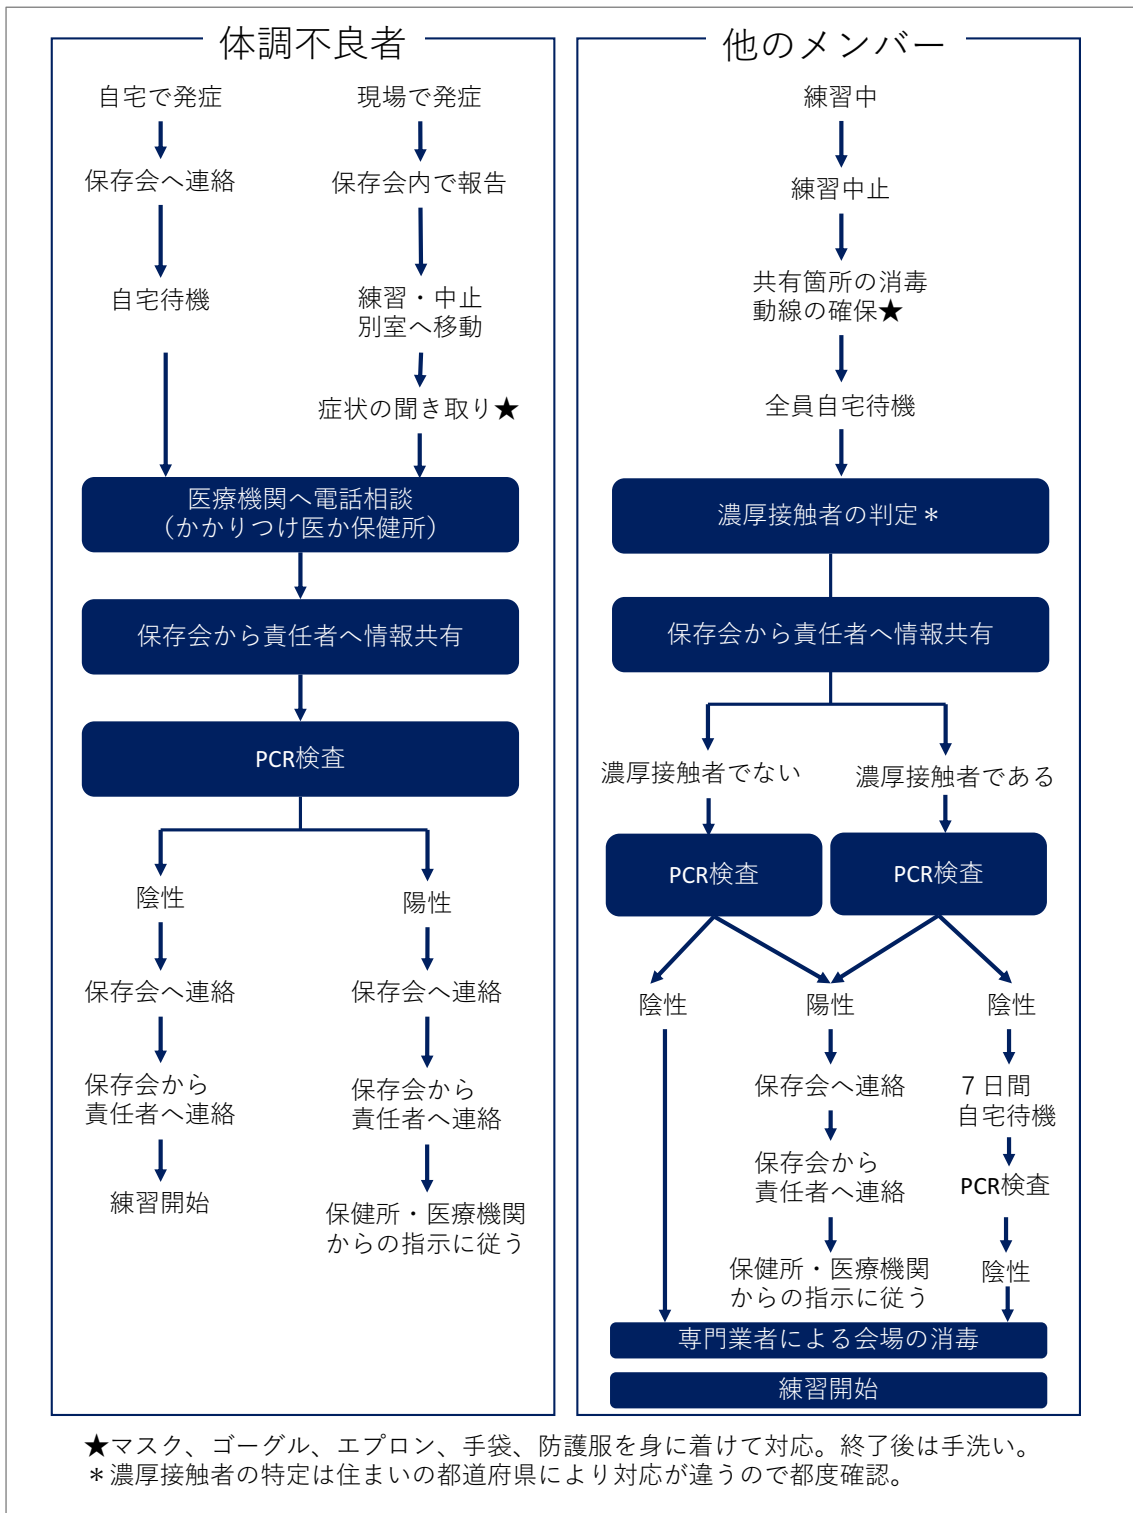 体調不良者
自宅で発症
保存会へ連絡
自宅待機
現場で発症
保存会内で報告
練習・中止
別室へ移動
症状の聞き取り★
医療機関へ電話相談
（かかりつけ医か保健所）
保存会から責任者へ情報共有
PCR検査
陰性
保存会へ連絡
保存会から
責任者へ連絡
練習開始
陽性
保存会へ連絡
保存会から
責任者へ連絡
保健所・医療機関
からの指示に従う
他のメンバー
練習中
練習中止
共有箇所の消毒
動線の確保★
全員自宅待機
濃厚接触者の判定＊
保存会から責任者へ情報共有
濃厚接触者でない
濃厚接触者である
PCR検査
PCR検査
陰性
陽性
保存会へ連絡
保存会から
責任者へ連絡
保健所・医療機関
からの指示に従う
陰性
７日間
自宅待機
PCR検査
陰性
専門業者による会場の消毒
練習開始
★マスク、ゴーグル、エプロン、手袋、防護服を身に着けて対応。終了後は手洗い。
＊濃厚接触者の特定は住まいの都道府県により対応が違うので都度確認。